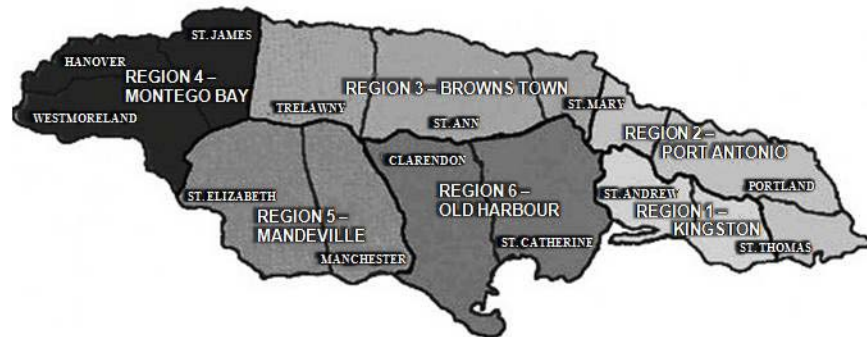 ST. JAMES
HANOVER
REGION 4 –
MONTEGO BAY
WESTMORELAND
REGION 3 – BROWNS TOWN
TRELAWNY
ST. ANN
ST. MARY
REGION 2 –
PORT ANTONIO
PORTLAND
CLARENDON
REGION 6 –
OLD HARBOUR
ST. CATHERINE
ST. ELIZABETH
REGION 5 –
MANDEVILLE
MANCHESTER
ST. ANDREW
REGION 1 –
KINGSTON
ST. THOMAS